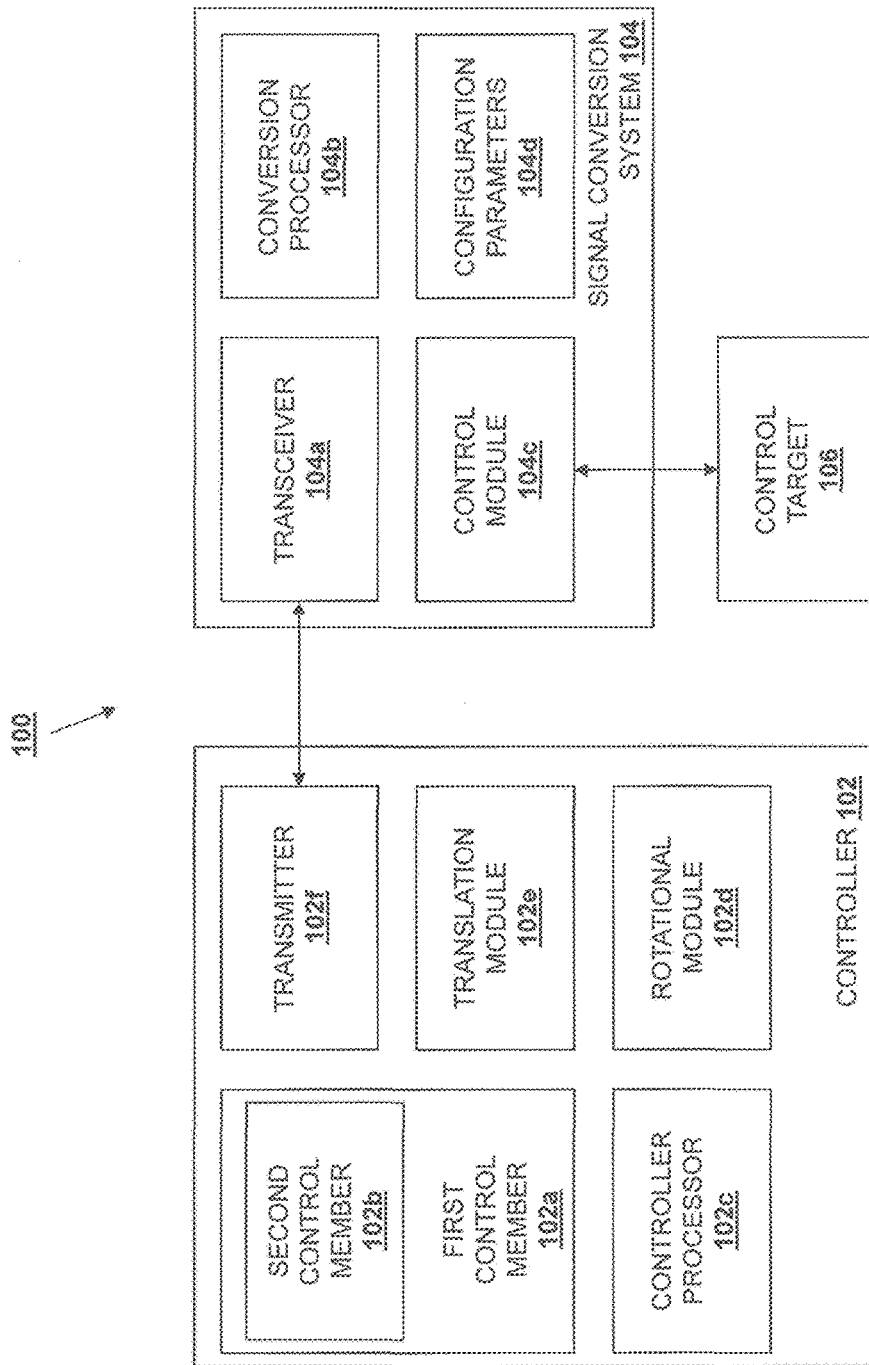 100
SECOND
CONTROL
MEMBER
102b
FIRST
CONTROL
MEMBER
102a
TRANSMITTER
102f
TRANSLATION
MODULE
102e
CONTROLLER
PROCESSOR
102c
ROTATIONAL
MODULE
102d
CONTROLLER 102
TRANSCEIVER
104a
CONVERSION
PROCESSOR
104b
CONTROL
MODULE
104c
CONFIGURATION
PARAMETERS
104d
SIGNAL CONVERSION
SYSTEM 104
CONTROL
TARGET
106